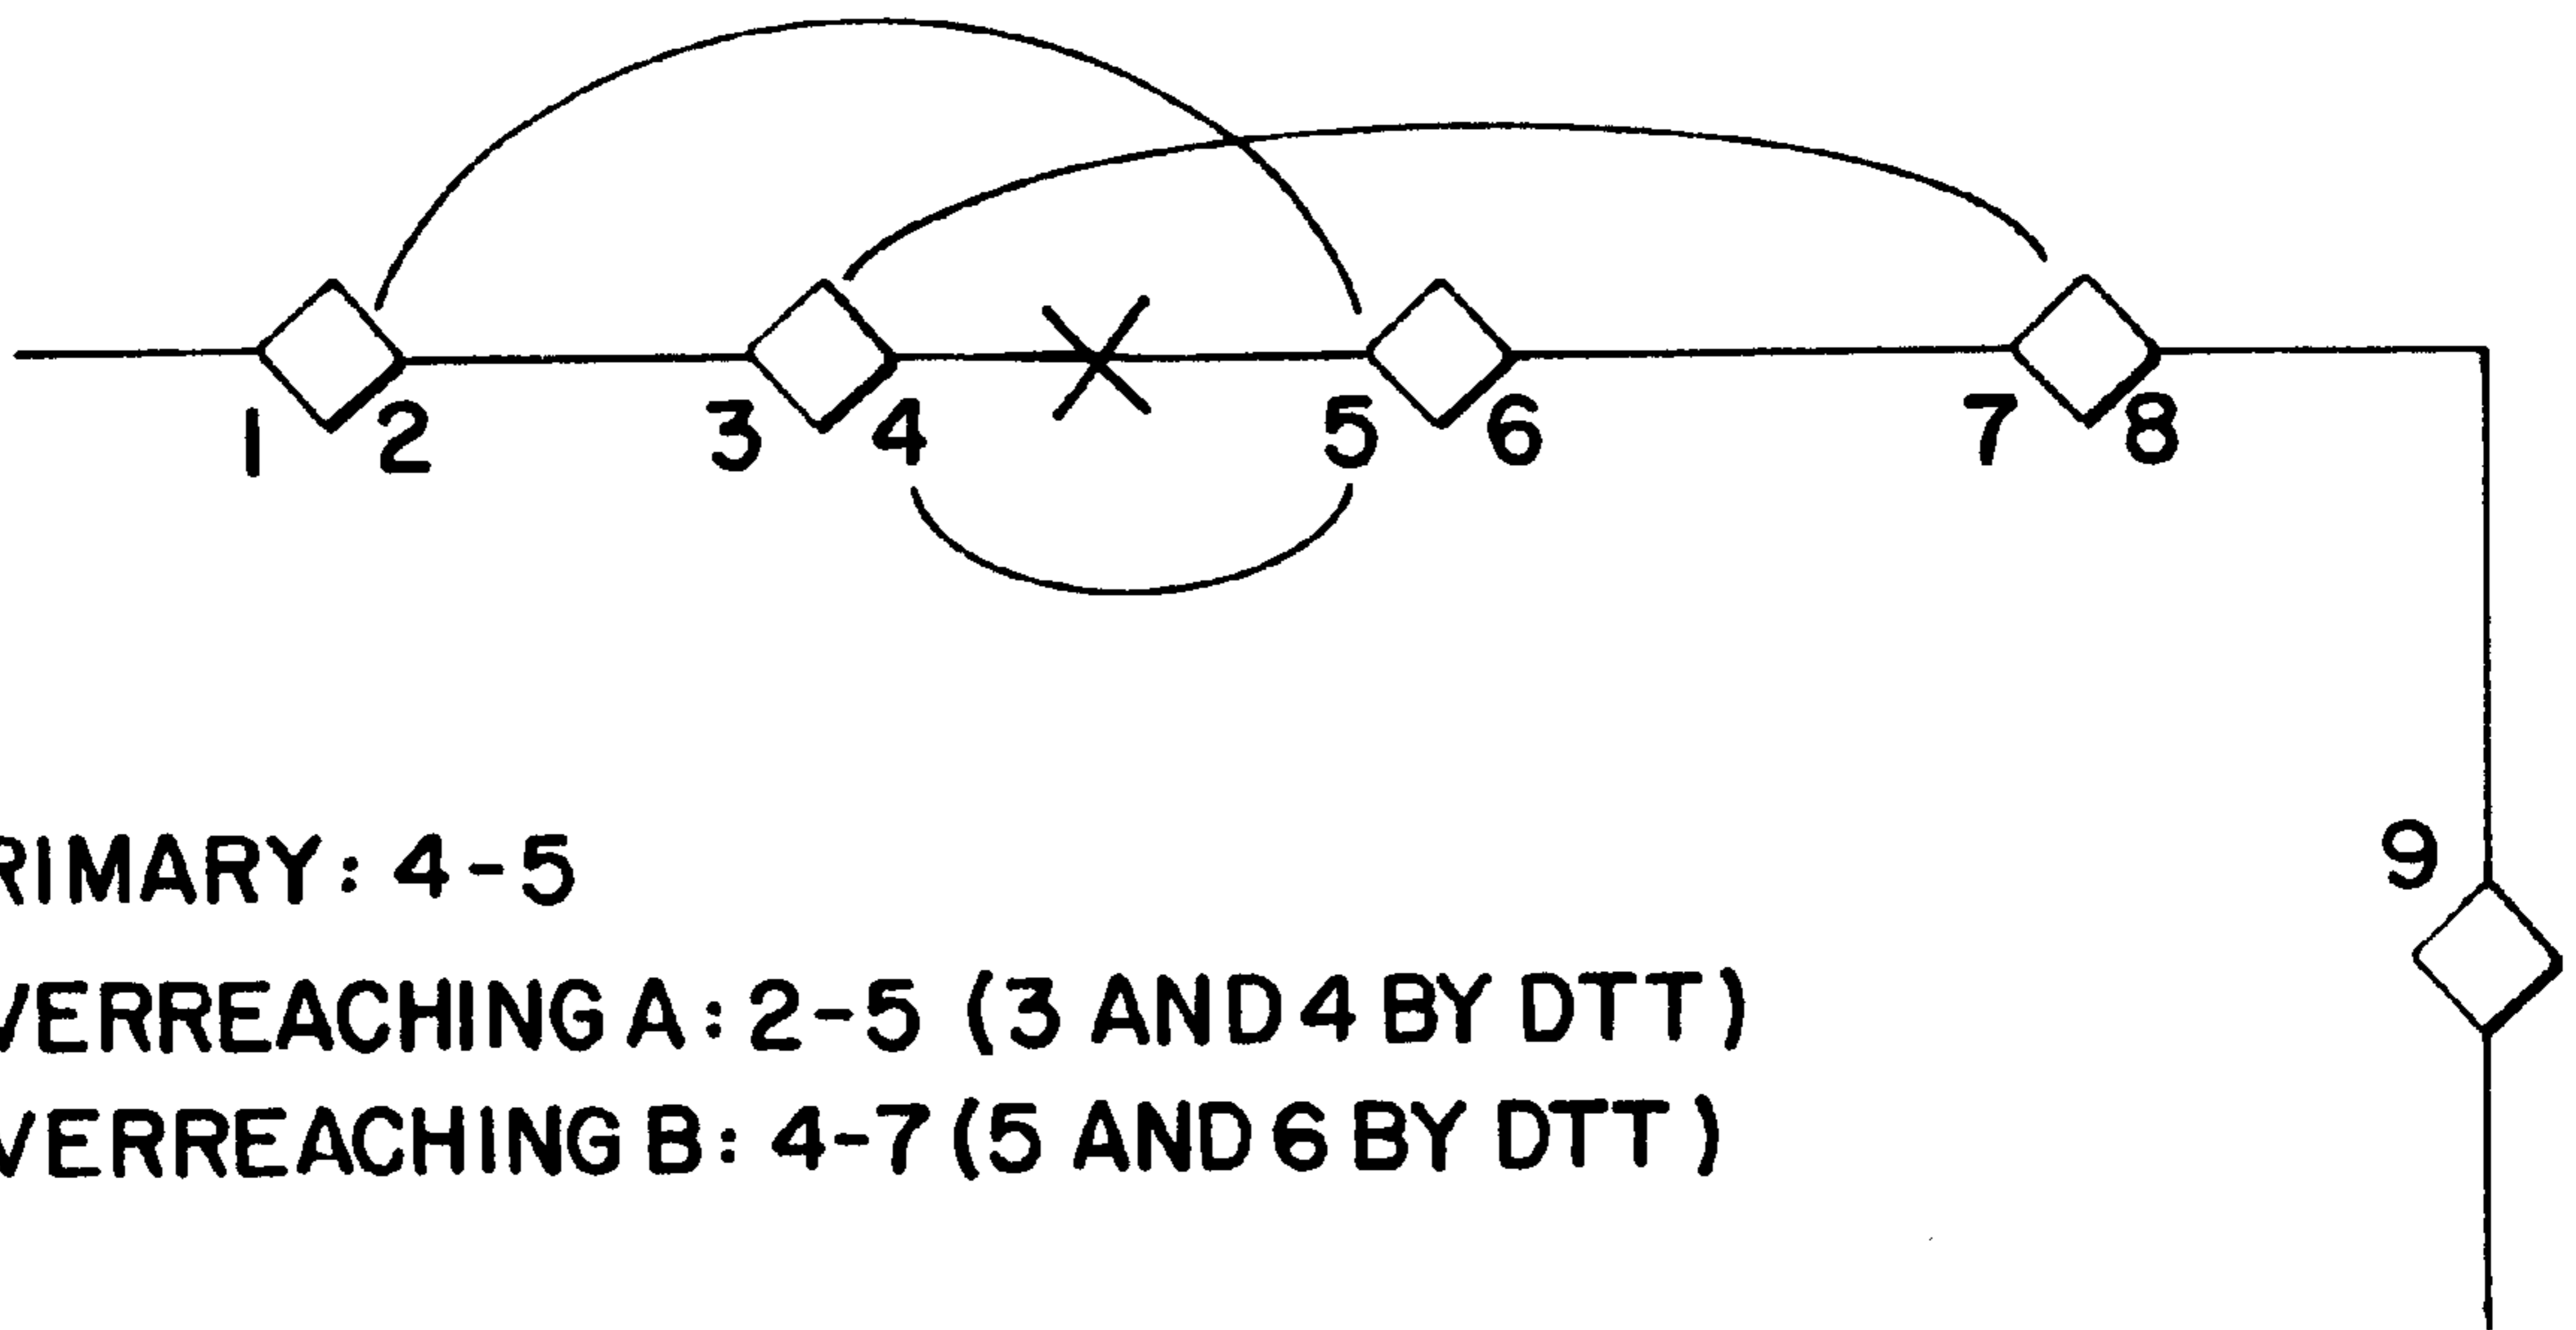 1 2 3 4 5 6 7 8
9
RIMARY: 4-5
VERREACHING A: 2-5 (3 AND 4 BY DTT)
VERREACHING B: 4-7 (5 AND 6 BY DTT)